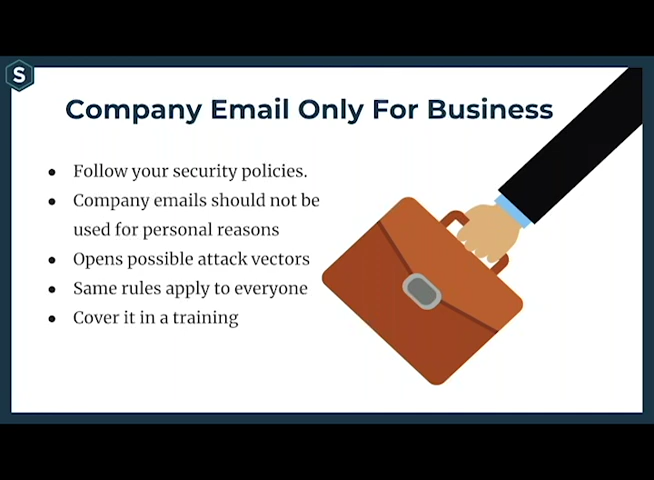 S
Company Email Only For Business
● Follow your security policies.
● Company emails should not be
used for personal reasons
● Opens possible attack vectors
● Same rules apply to everyone
● Cover it in a training